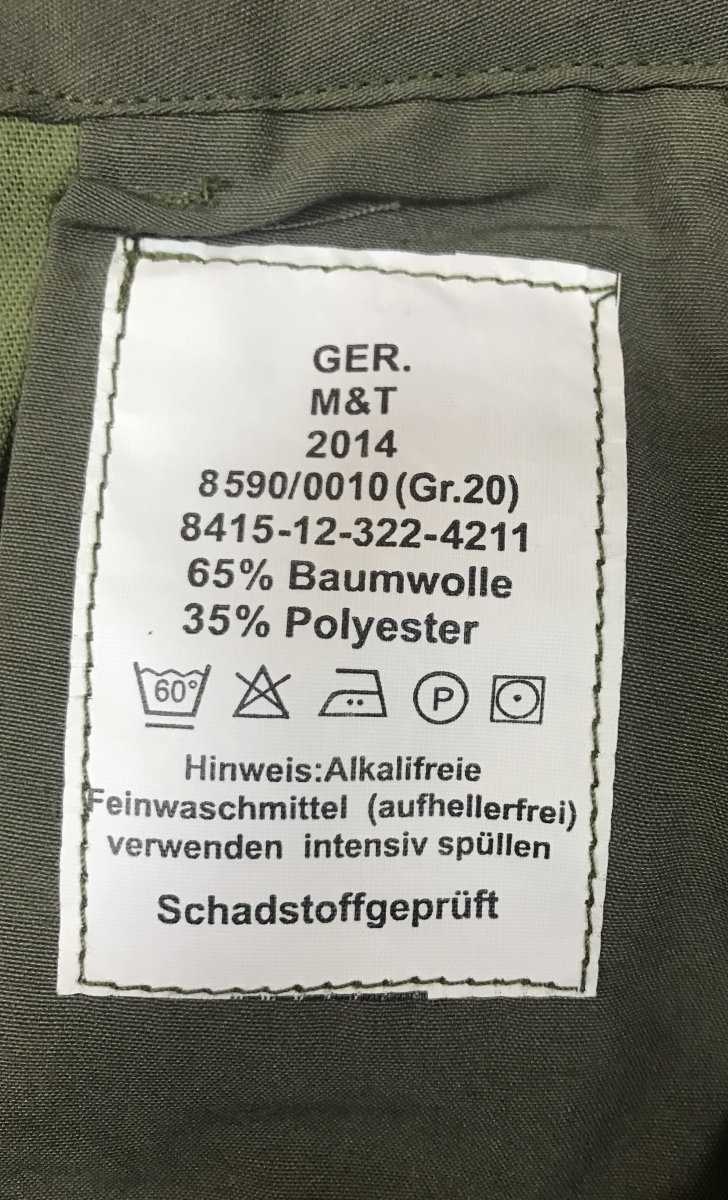 GER.
M&T
2014
8590/0010 (Gr.20)
8415-12-322-4211
65% Baumwolle
35% Polyester
60° P
Hinweis:Alkalifreie
Feinwaschmittel (aufhellerfrei)
verwenden intensiv spüllen
Schadstoffgeprüft